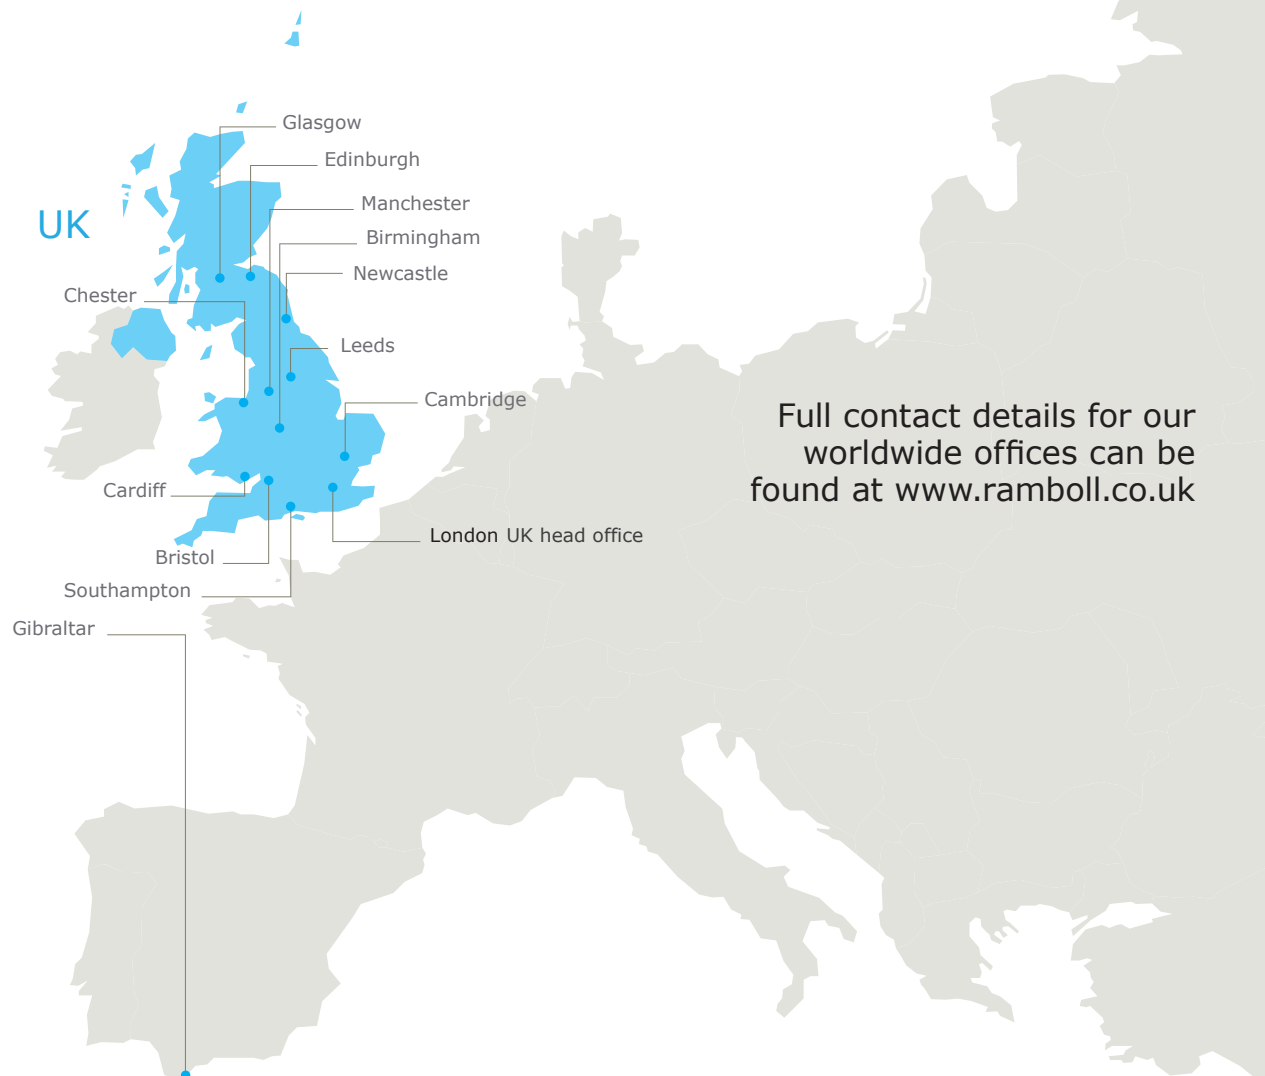 Glasgow
Edinburgh
Manchester
UK
Birmingham
Newcastle
Chester
Leeds
Cambridge
Full contact details for our
worldwide offices can be
found at www.ramboll.co.uk
Cardiff
London UK head office
Bristol
Southampton
Gibraltar